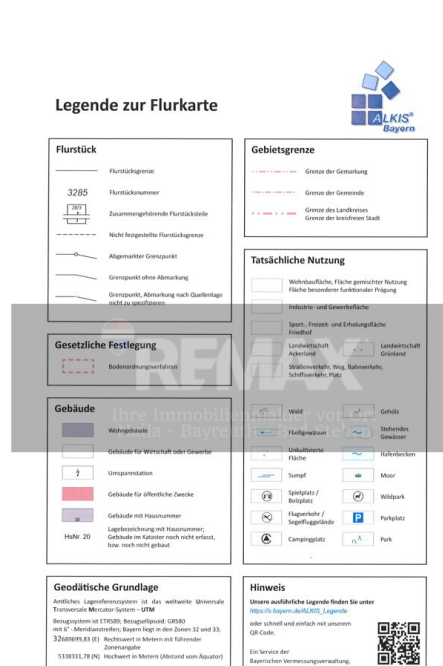 Legende zur Flurkarte
ALKIS®
Bayern
Flurstück
Flurstücksgrenze
3285
Flurstücksnummer
Zusammengehörende Flurstücksteile
Nicht festgestellte Flurstücksgrenze
Abgemarkter Grenzpunkt
Grenzpunkt ohne Abmarkung
Grenzpunkt, Abmarkung nach Quellenlage
nicht zu spezifizieren
Gesetzliche Festlegung
Bodenordnungsverfahren
Gebäude
Wohngebäude
Gebäude für Wirtschaft oder Gewerbe
Umspannstation
Gebäude für öffentliche Zwecke
Gebäude mit Hausnummer
HsNr. 20
Lagebezeichnung mit Hausnummer;
Gebäude im Kataster noch nicht erfasst,
bzw. noch nicht gebaut
Geodätische Grundlage
Amtliches Lagereferenzsystem ist das weltweite Universale
Transversale Mercator-System – UTM
Bezugssystem ist ETRS89; Bezugsellipsoid: GRS80
mit 6° - Meridianstreifen; Bayern liegt in den Zonen 32 und 33;
32689699,83 (E) Rechtswert in Metern mit führender
Zonenangabe
5338331,78 (N) Hochwert in Metern (Abstand vom Äquator)
Gebietsgrenze
Grenze der Gemarkung
Grenze der Gemeinde
Grenze des Landkreises
Grenze der kreisfreien Stadt
Tatsächliche Nutzung
Wohnbaufläche, Fläche gemischter Nutzung
Fläche besonderer funktionaler Prägung
Industrie- und Gewerbefläche
Sport-, Freizeit- und Erholungsfläche
Friedhof
Landwirtschaft
Ackerland
Landwirtschaft
Grünland
Straßenverkehr, Weg, Bahnverkehr,
Schiffsverkehr, Platz
Wald
Gehölz
Fließgewässer
Stehendes
Gewässer
Unkultivierte
Fläche
Hafenbecken
Sumpf
Moor
Spielplatz /
Bolzplatz
Wildpark
Flugverkehr /
Segelfluggelände
P
Parkplatz
Campingplatz
Park
Hinweis
Unsere ausführliche Legende finden Sie unter
https://s.bayern.de/ALKIS_Legende
oder schnell und einfach mit unserem
QR-Code.
Ein Service der
Bayerischen Vermessungsverwaltung.
RE/MAX
Ihre Immobilienmakler vor Ort